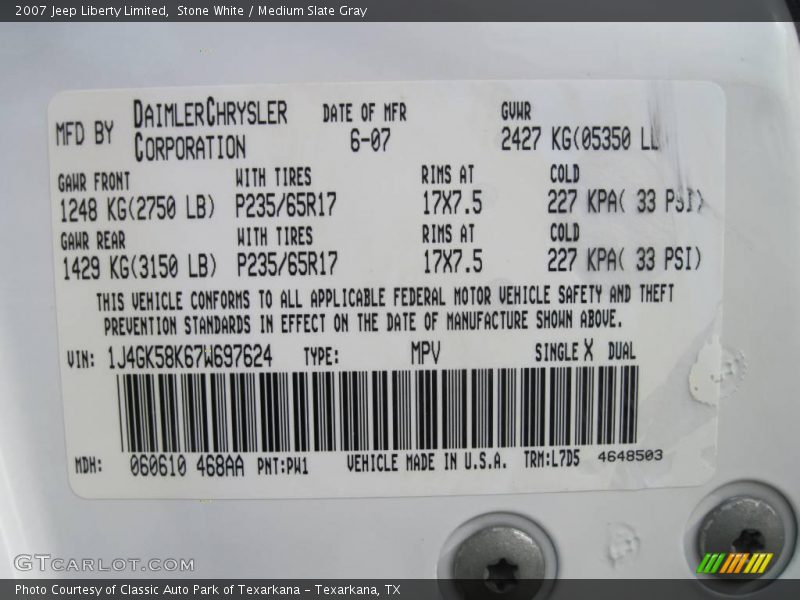 2007 Jeep Liberty Limited, Stone White / Medium Slate Gray
MFD BY DAIMLERCHRYSLER CORPORATION DATE OF MFR 6-07 GVWR 2427 KG(05350 LB
GAWR FRONT WITH TIRES RIMS AT COLD
1248 KG(2750 LB) P235/65R17 17X7.5 227 KPA( 33 PSI)
GAWR REAR WITH TIRES RIMS AT COLD
1429 KG(3150 LB) P235/65R17 17X7.5 227 KPA( 33 PSI)
THIS VEHICLE CONFORMS TO ALL APPLICABLE FEDERAL MOTOR VEHICLE SAFETY AND THEFT
PREVENTION STANDARDS IN EFFECT ON THE DATE OF MANUFACTURE SHOWN ABOVE.
VIN: 1J4GK58K67W697624 TYPE: MPV SINGLE X DUAL
MDH: 060610 468AA PNT:PW1 VEHICLE MADE IN U.S.A. TRM:L7D5 4648503
GTCARLOT.COM
Photo Courtesy of Classic Auto Park of Texarkana - Texarkana, TX